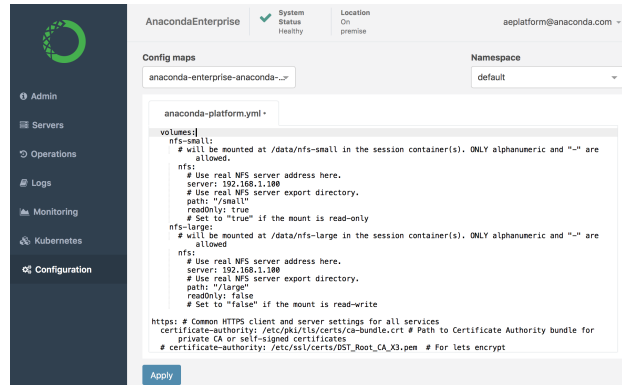 AnacondaEnterprise
System Status
Healthy
Location
On premise
aeplatform@anaconda.com
Config maps
Namespace
anaconda-enterprise-anaconda-...
default
Admin
Servers
Operations
Logs
Monitoring
Kubernetes
Configuration
anaconda-platform.yml •
volumes:
nfs-small:
# will be mounted at /data/nfs-small in the session container(s). ONLY alphanumeric and "-" are
allowed.
nfs:
# Use real NFS server address here.
server: 192.168.1.100
# Use real NFS server export directory.
path: "/small"
readOnly: true
# Set to "true" if the mount is read-only
nfs-large:
# will be mounted at /data/nfs-large in the session container(s). ONLY alphanumeric and "-" are
allowed
nfs:
# Use real NFS server address here.
server: 192.168.1.100
# Use real NFS server export directory.
path: "/large"
readOnly: false
# Set to "false" if the mount is read-write
https: # Common HTTPS client and server settings for all services
certificate-authority: /etc/pki/tls/certs/ca-bundle.crt # Path to Certificate Authority bundle for
private CA or self-signed certificates
# certificate-authority: /etc/ssl/certs/DST_Root_CA_X3.pem # For lets encrypt
Apply